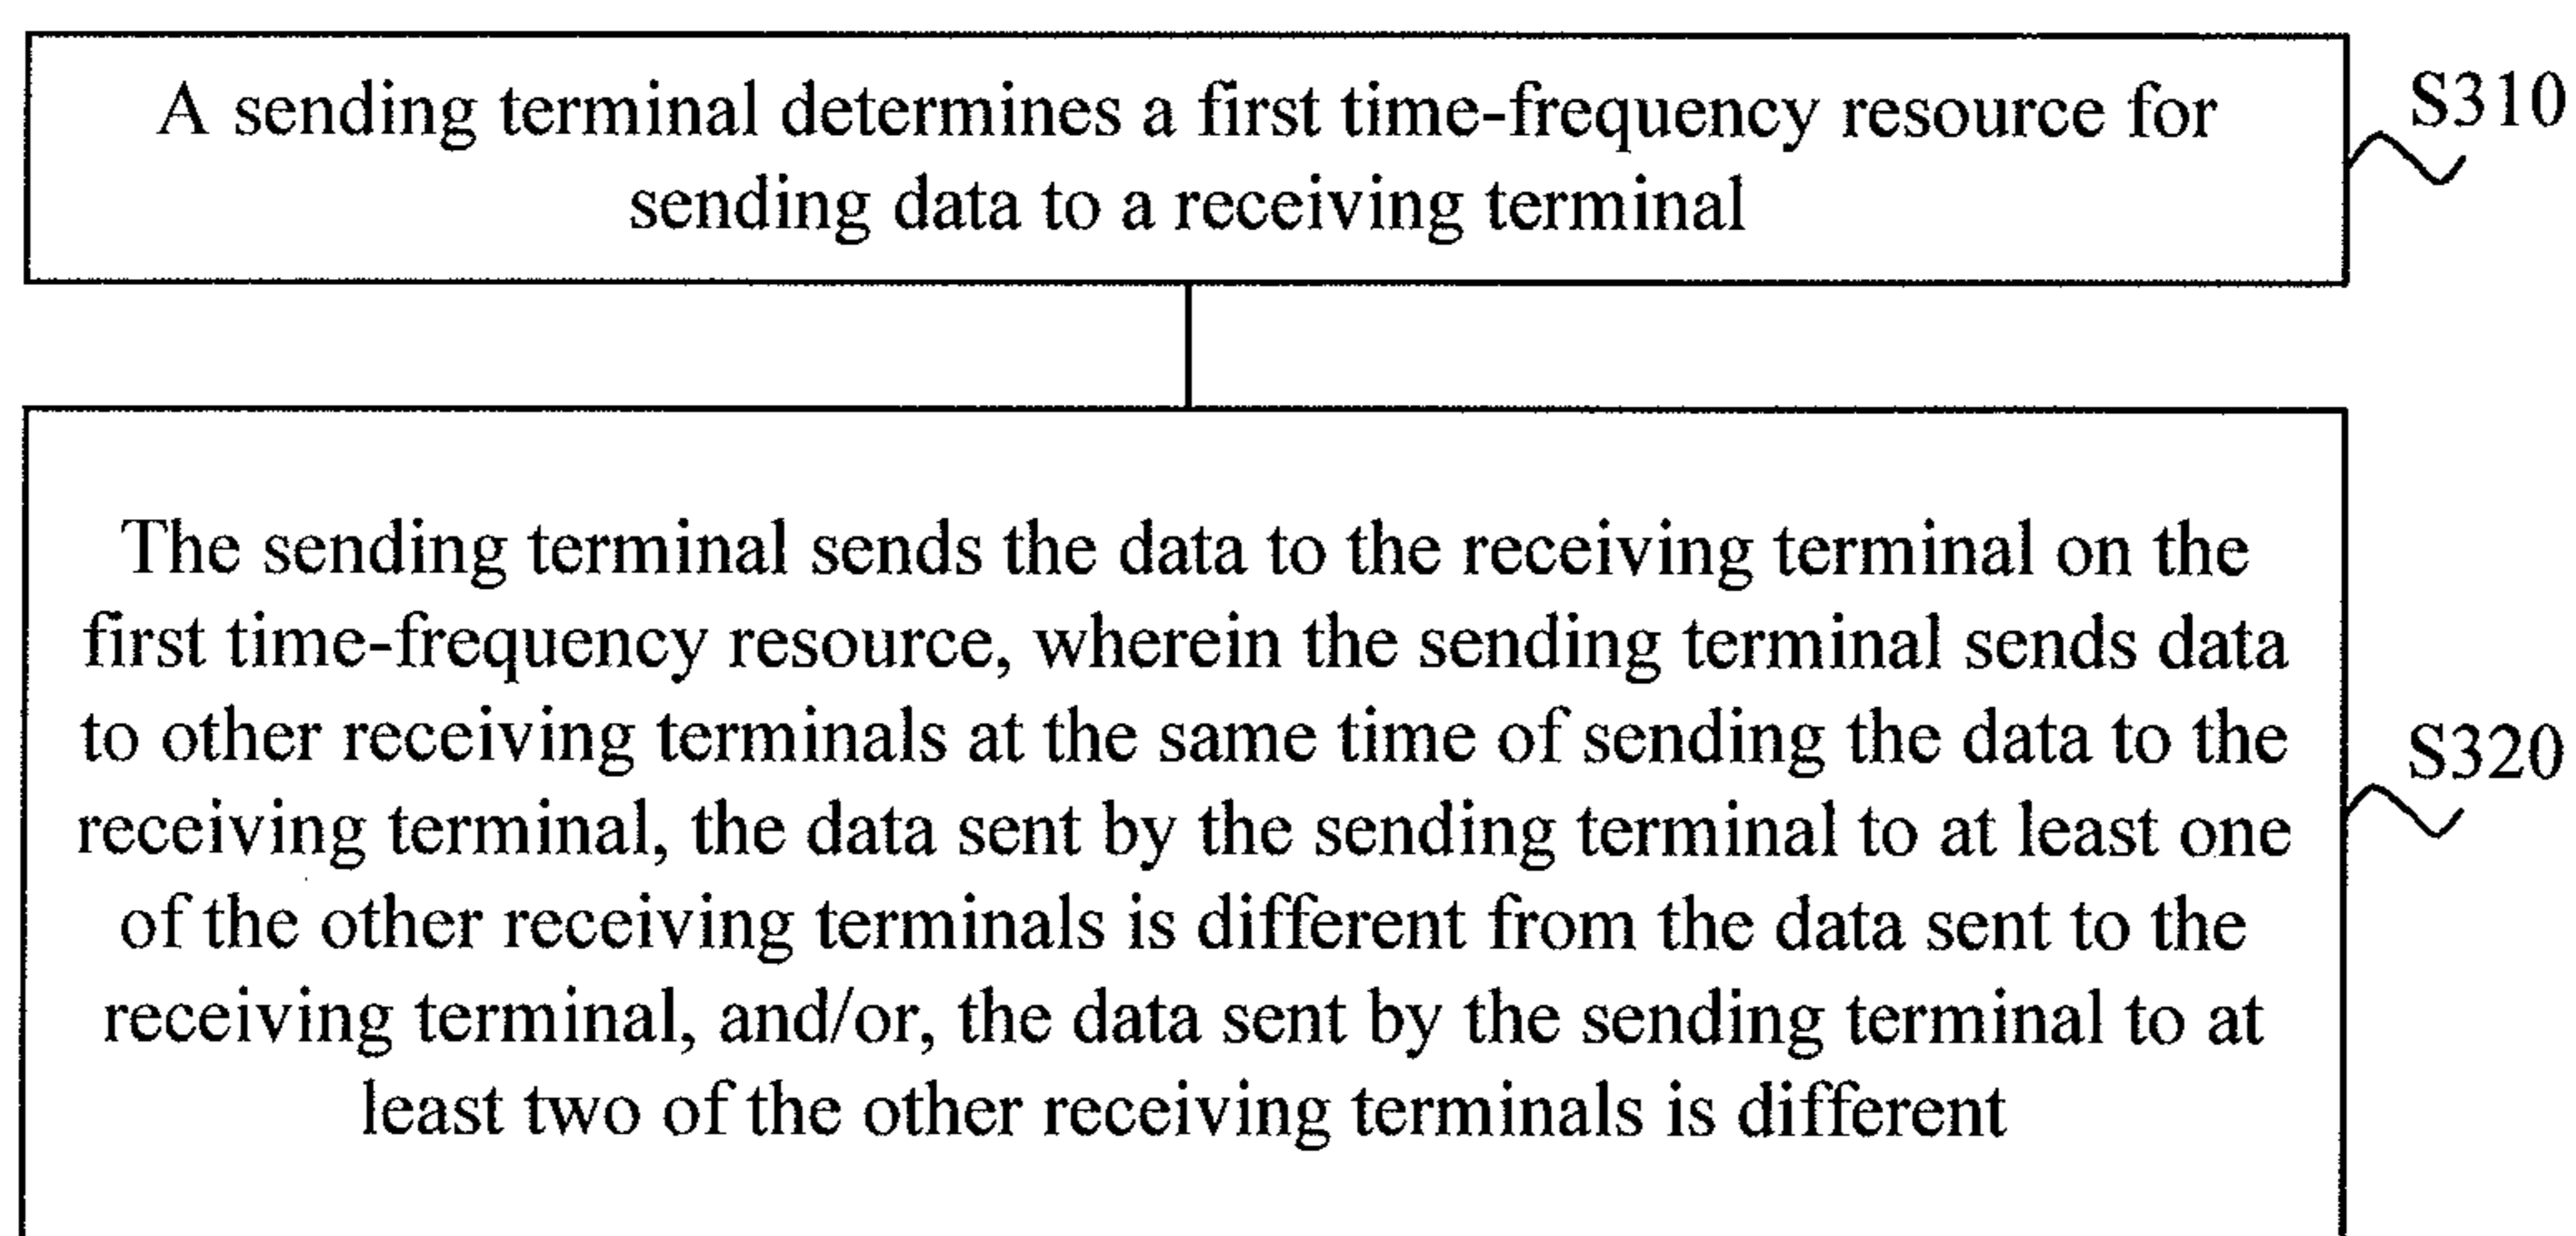 A sending terminal determines a first time-frequency resource for
sending data to a receiving terminal
S310
The sending terminal sends the data to the receiving terminal on the
first time-frequency resource, wherein the sending terminal sends data
to other receiving terminals at the same time of sending the data to the
receiving terminal, the data sent by the sending terminal to at least one
of the other receiving terminals is different from the data sent to the
receiving terminal, and/or, the data sent by the sending terminal to at
least two of the other receiving terminals is different
S320